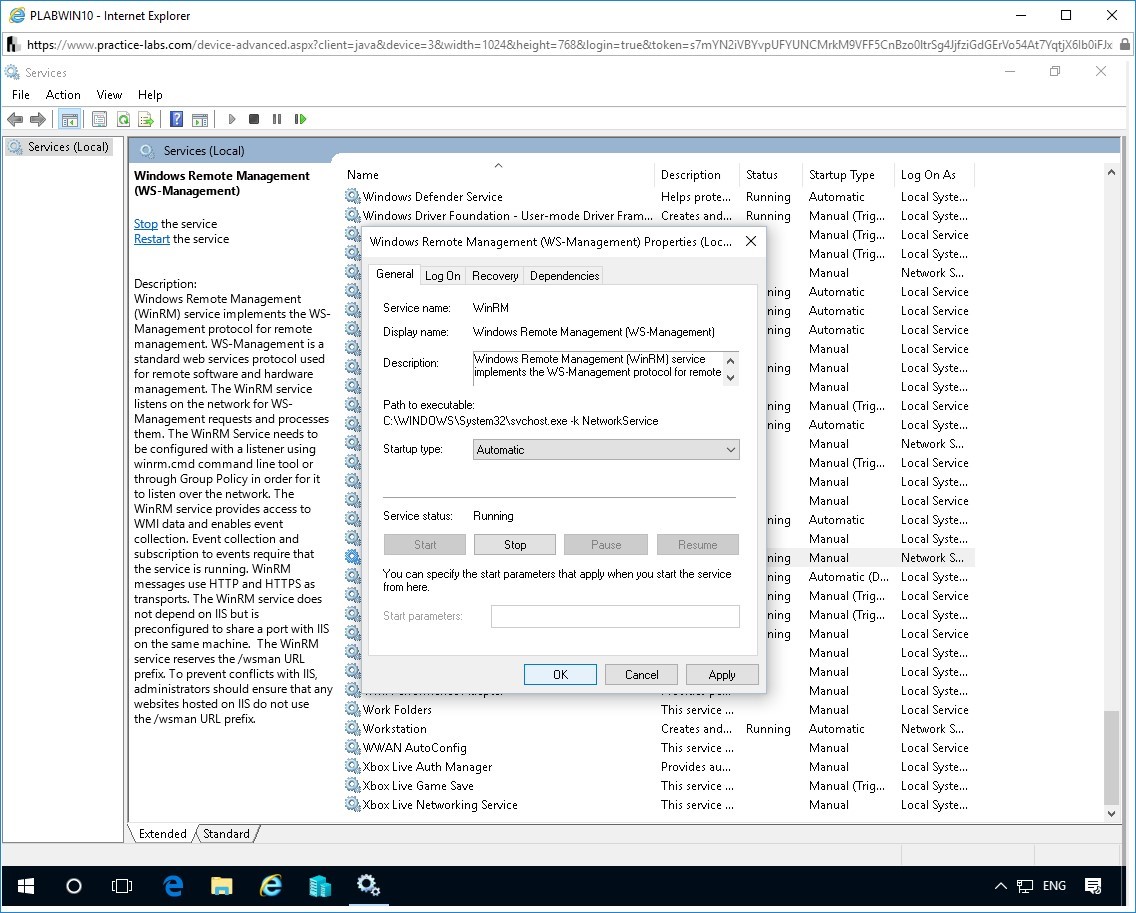 PLABWIN10 - Internet Explorer
https://www.practice-labs.com/device-advanced.aspx?client=java&device=3&width=1024&height=768&login=true&token=
Services
File Action View Help
Services (Local)
Services (Local)
Windows Remote Management
(WS-Management)
Stop the service
Restart the service
Description:
Windows Remote Management
(WinRM) service implements the WS-
Management protocol for remote
management. WS-Management is a
standard web services protocol used
for remote software and hardware
management. The WinRM service
listens on the network for WS-
Management requests and processes
them. The WinRM Service needs to
be configured with a listener using
winrm.cmd command line tool or
through Group Policy in order for it
to listen over the network. The
WinRM service provides access to
WMI data and enables event
collection. Event collection and
subscription to events require that
the service is running. WinRM
messages use HTTP and HTTPS as
transports. The WinRM service does
not depend on IIS but is
preconfigured to share a port with IIS
on the same machine. The WinRM
service reserves the /wsman URL
prefix. To prevent conflicts with IIS,
administrators should ensure that any
websites hosted on IIS do not use
the /wsman URL prefix.
Name Description Status Startup Type Log On As
Windows Defender Service Helps prote... Running Automatic Local Syste...
Windows Driver Foundation - User-mode Driver Fram... Creates and... Running Manual (Trig... Local Syste...
Manual (Trig... Local Service
Manual (Trig... Local Syste...
Manual Network S...
ning Automatic Local Service
ning Automatic Local Syste...
ning Automatic Local Service
Manual Local Service
Manual Local Syste...
Manual Local Syste...
ning Manual (Trig... Local Service
ning Automatic Local Service
Manual Network S...
Manual (Trig... Local Service
Manual Local Syste...
Manual Local Syste...
ning Automatic Local Syste...
Manual Local Syste...
ning Manual Network S...
ning Automatic (D... Local Syste...
ning Manual (Trig... Local Service
ning Manual (Trig... Local Syste...
ning Manual Local Service
Manual Local Syste...
Manual Local Syste...
Manual Local Syste...
Work Folders This service ... Manual Local Service
Workstation Creates and... Running Automatic Network S...
WWAN AutoConfig This service ... Manual Local Service
Xbox Live Auth Manager Provides au... Manual Local Syste...
Xbox Live Game Save This service ... Manual (Trig... Local Syste...
Xbox Live Networking Service This service ... Manual Local Syste...
Windows Remote Management (WS-Management) Properties (Loc...
General Log On Recovery Dependencies
Service name: WinRM
Display name: Windows Remote Management (WS-Management)
Description: Windows Remote Management (WinRM) service
implements the WS-Management protocol for remote
Path to executable:
C:\WINDOWS\System32\svchost.exe -k NetworkService
Startup type: Automatic
Service status: Running
Start Stop Pause Resume
You can specify the start parameters that apply when you start the service
from here.
Start parameters:
OK Cancel Apply
Extended Standard
ENG